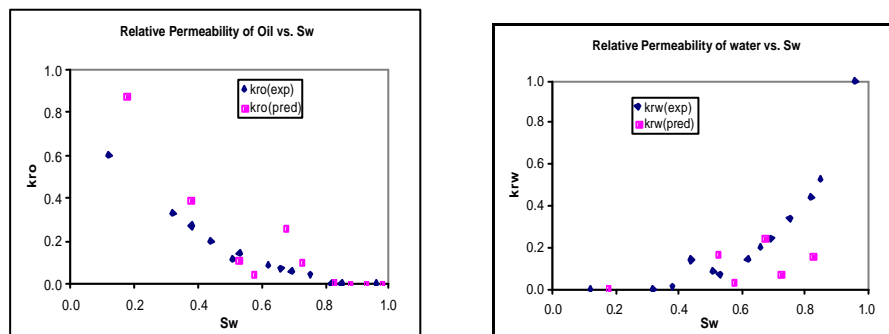 Relative Permeability of Oil vs. Sw
1.0
kro(exp)
kro(pred)
0.8
0.6
kro
0.4
0.2
0.0
0.0 0.2 0.4 0.6 0.8 1.0
Sw
Relative Permeability of water vs. Sw
1.0
krw(exp)
krw(pred)
0.8
0.6
krw
0.4
0.2
0.0
0.0 0.2 0.4 0.6 0.8 1.0
Sw